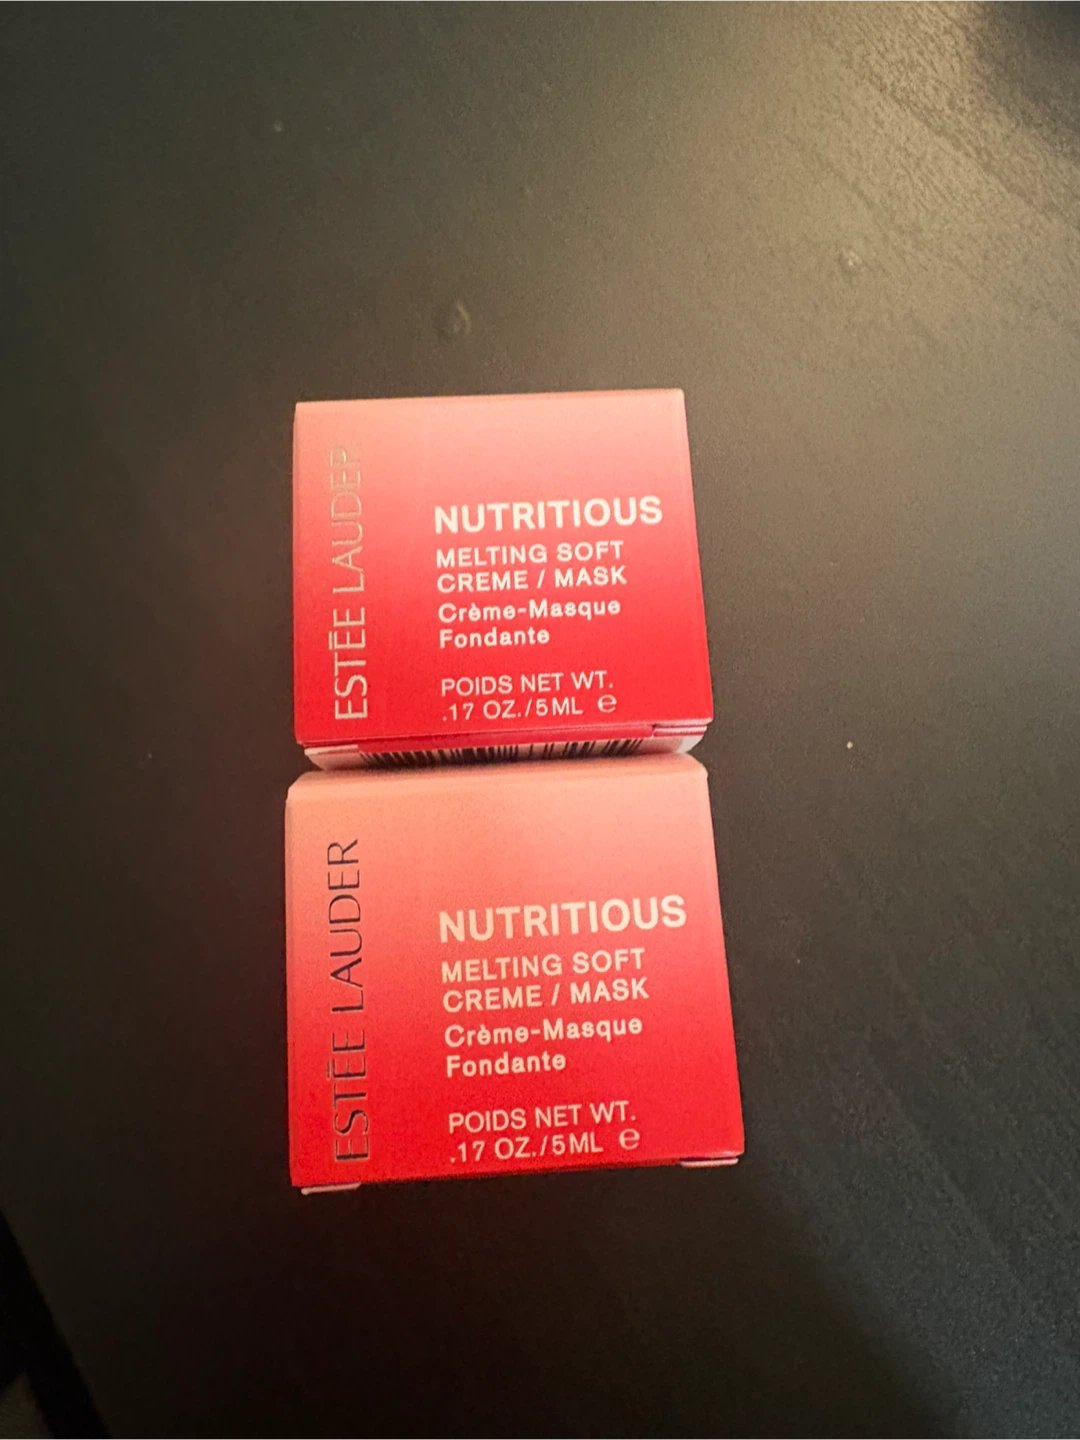 ESTĒE LAUDER
NUTRITIOUS
MELTING SOFT
CREME / MASK
Crème-Masque
Fondante
POIDS NET WT.
.17 OZ./5ML ℮
ESTĒE LAUDER
NUTRITIOUS
MELTING SOFT
CREME / MASK
Crème-Masque
Fondante
POIDS NET WT.
.17 OZ./5ML ℮